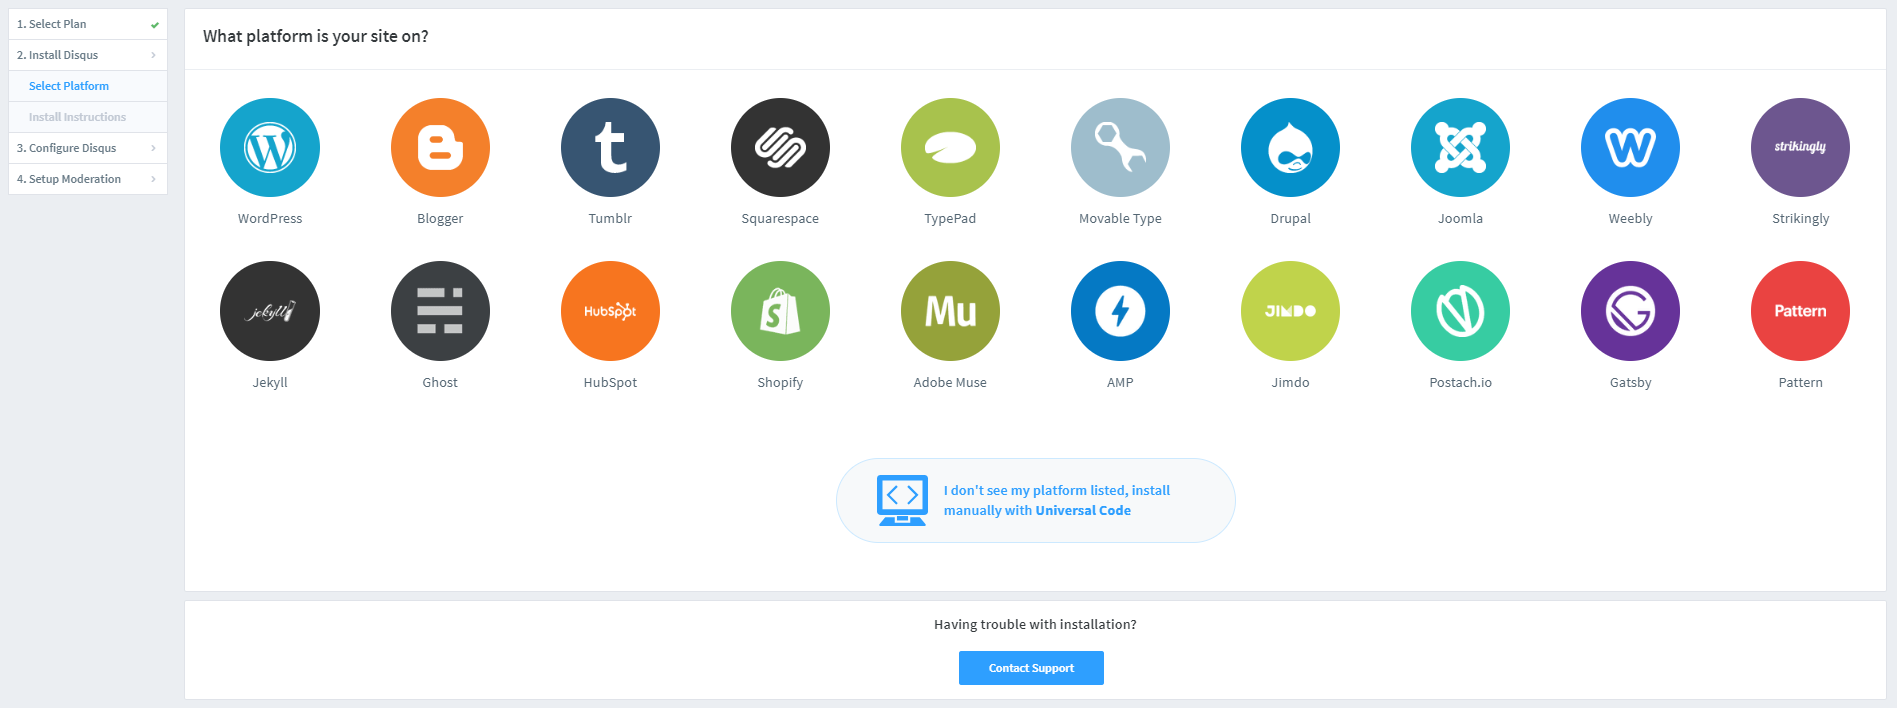 1. Select Plan
2. Install Disqus
Select Platform
Install Instructions
3. Configure Disqus
4. Setup Moderation
What platform is your site on?
WordPress
Blogger
Tumblr
Squarespace
TypePad
Movable Type
Drupal
Joomla
Weebly
strikingly
Strikingly
jekyll
Jekyll
Ghost
HubSpot
HubSpot
Shopify
Mu
Adobe Muse
AMP
JIMDO
Jimdo
Postach.io
Gatsby
Pattern
Pattern
I don't see my platform listed, install
manually with Universal Code
Having trouble with installation?
Contact Support